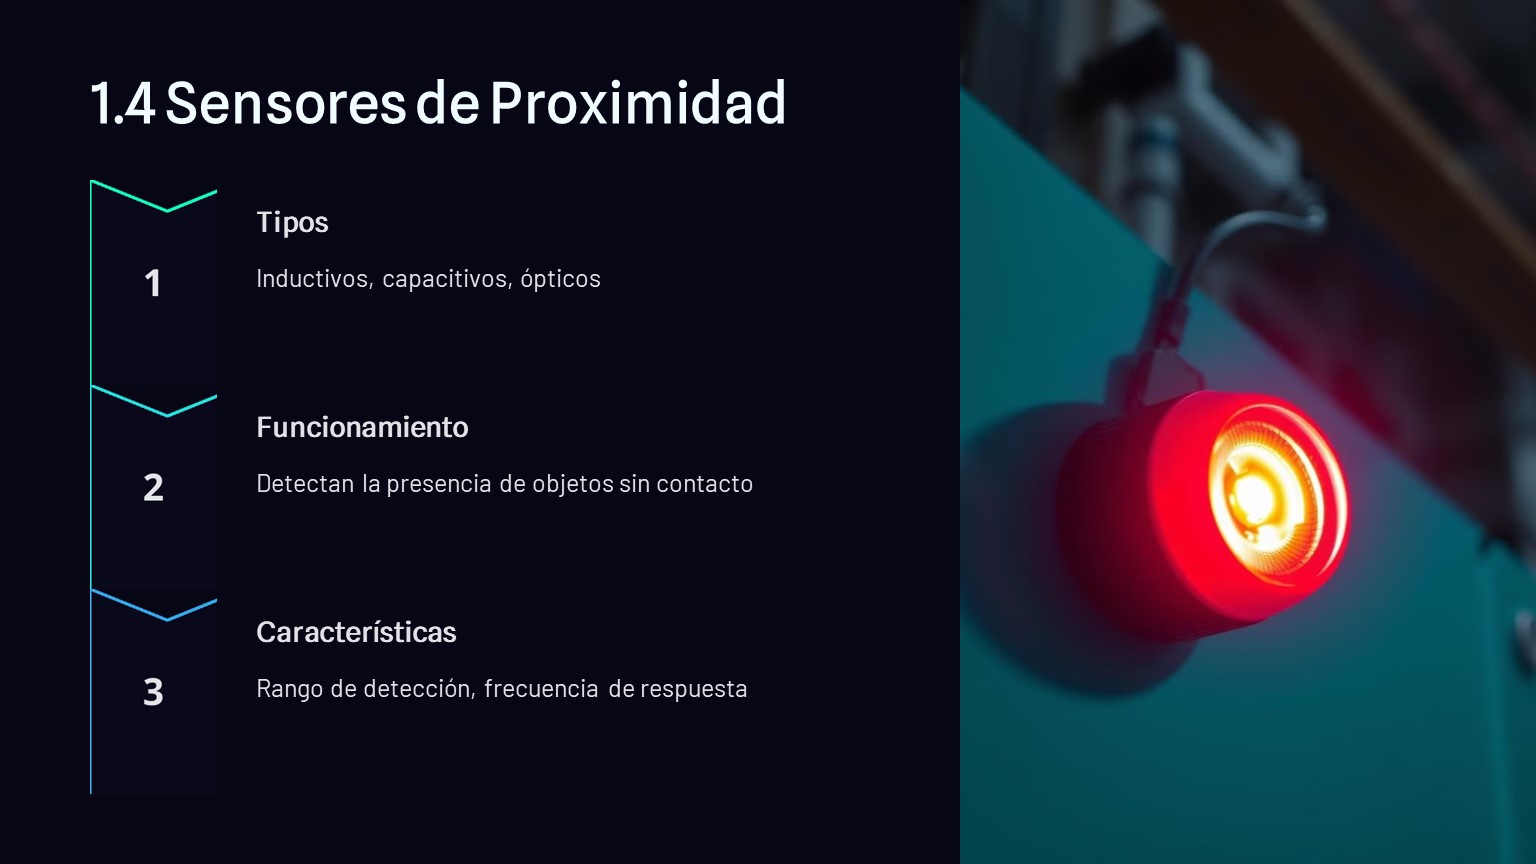 1.4 Sensores de Proximidad
1
Tipos
Inductivos, capacitivos, ópticos
2
Funcionamiento
Detectan la presencia de objetos sin contacto
3
Características
Rango de detección, frecuencia de respuesta